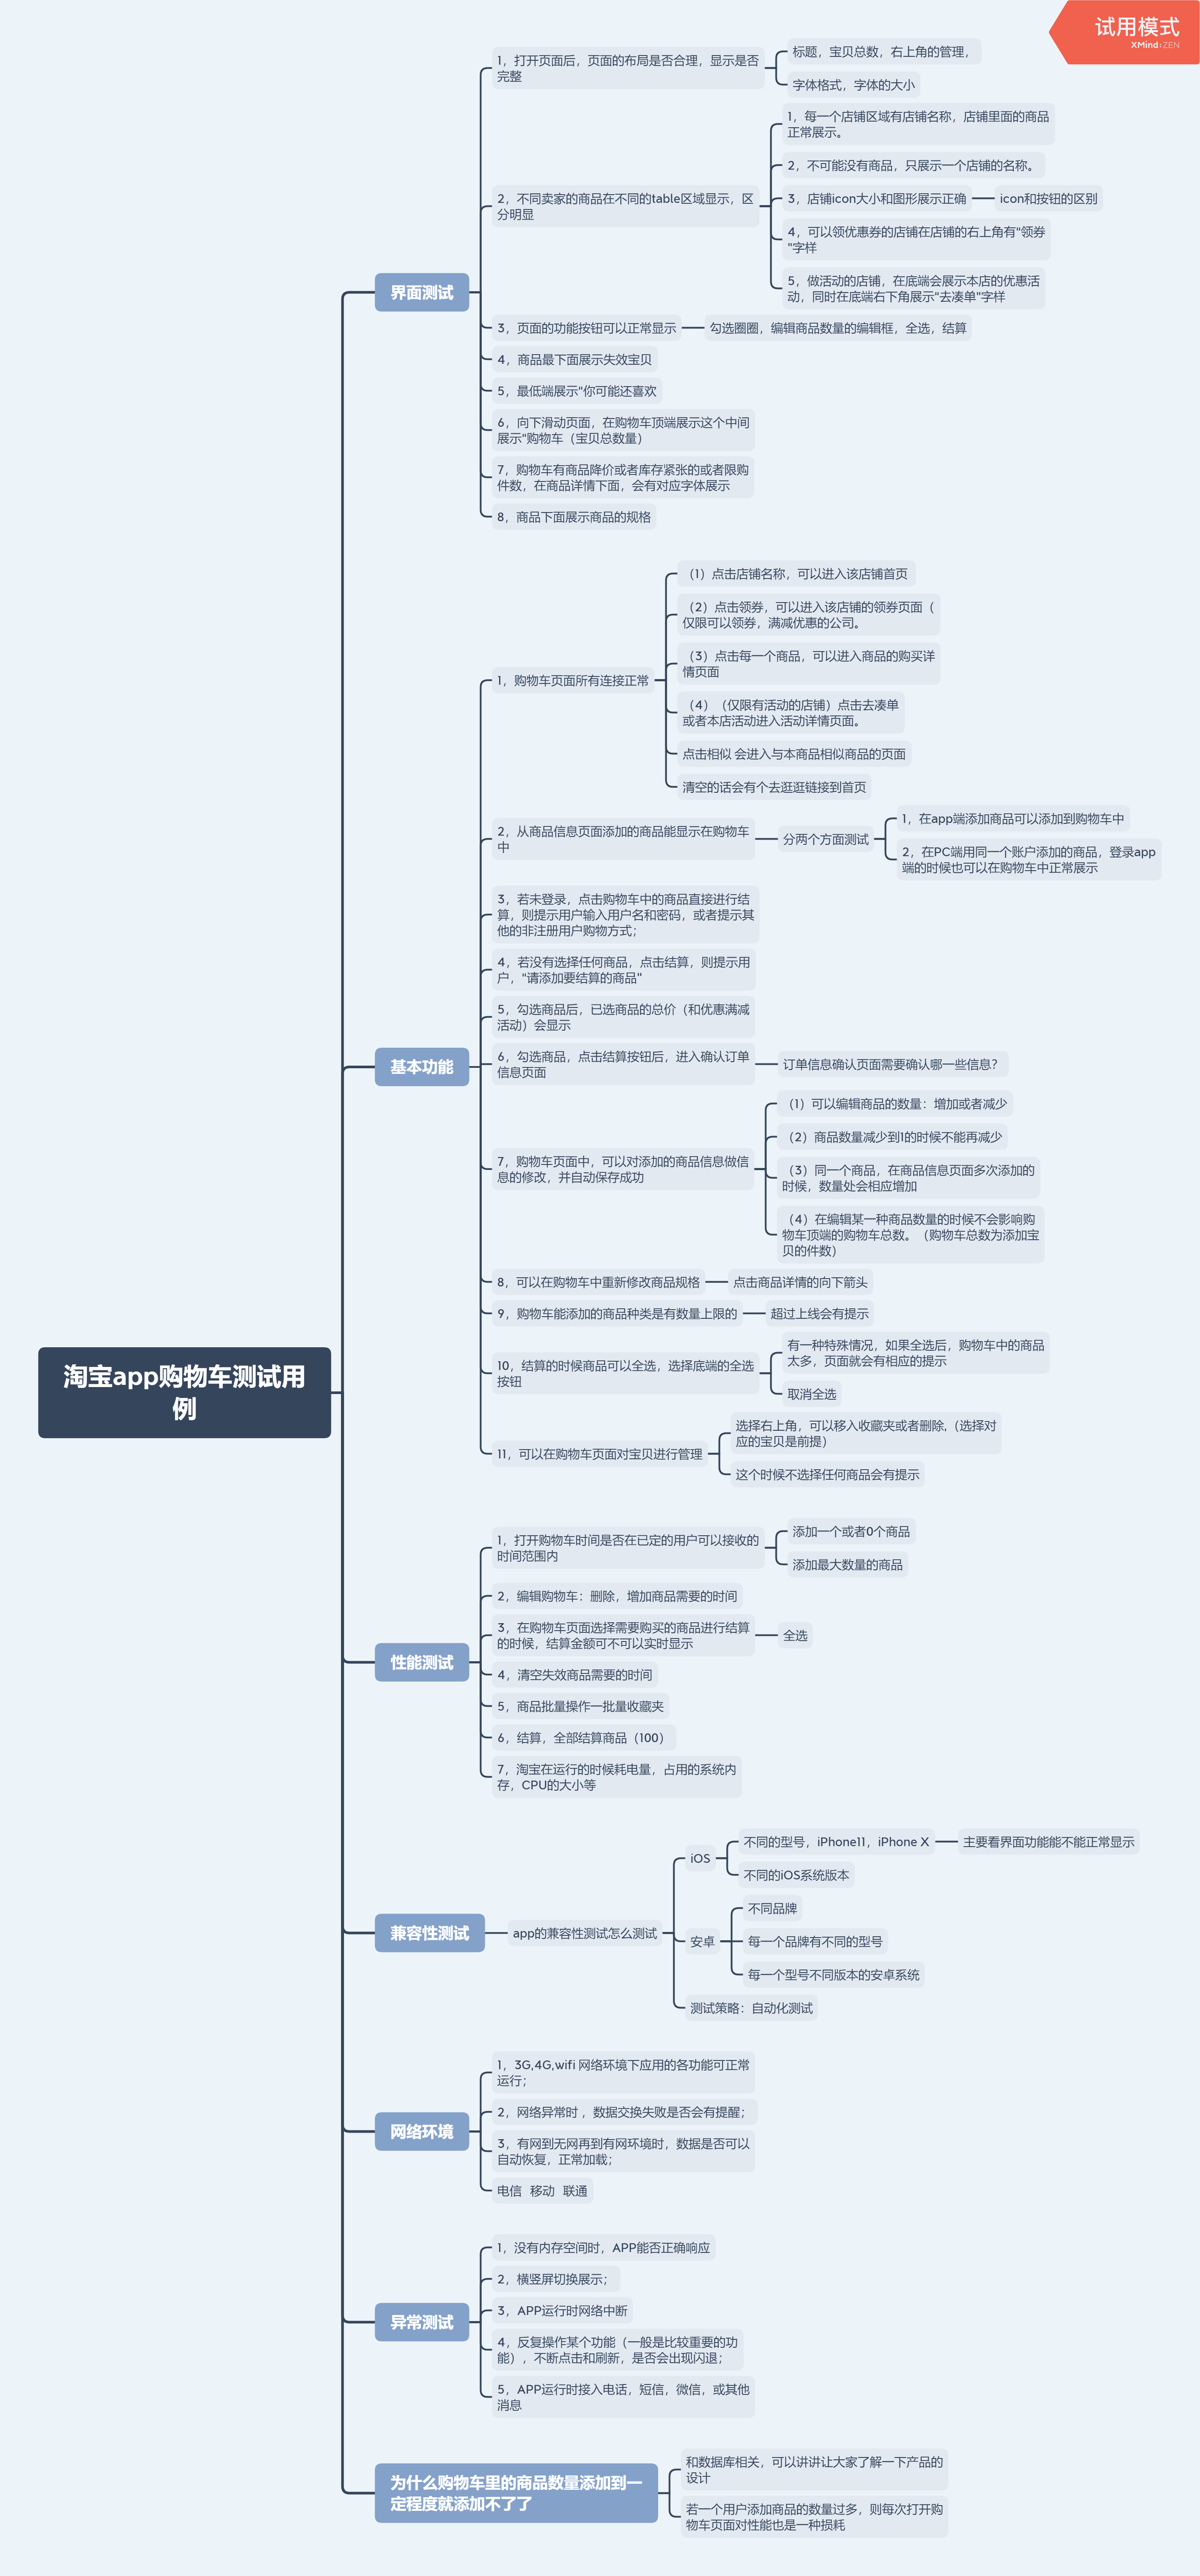 试用模式
XMind:ZEN
淘宝app购物车测试用
例
界面测试
1，打开页面后，页面的布局是否合理，显示是否
完整
标题，宝贝总数，右上角的管理，
字体格式，字体的大小
2，不同卖家的商品在不同的table区域显示，区
分明显
1，每一个店铺区域有店铺名称，店铺里面的商品
正常展示。
2，不可能没有商品，只展示一个店铺的名称。
3，店铺icon大小和图形展示正确
icon和按钮的区别
4，可以领优惠券的店铺在店铺的右上角有"领券
"字样
5，做活动的店铺，在底端会展示本店的优惠活
动，同时在底端右下角展示"去凑单"字样
3，页面的功能按钮可以正常显示
勾选圈圈，编辑商品数量的编辑框，全选，结算
4，商品最下面展示失效宝贝
5，最低端展示"你可能还喜欢
6，向下滑动页面，在购物车顶端展示这个中间
展示"购物车（宝贝总数量）
7，购物车有商品降价或者库存紧张的或者限购
件数，在商品详情下面，会有对应字体展示
8，商品下面展示商品的规格
基本功能
1，购物车页面所有连接正常
（1）点击店铺名称，可以进入该店铺首页
（2）点击领券，可以进入该店铺的领券页面（
仅限可以领券，满减优惠的公司。
（3）点击每一个商品，可以进入商品的购买详
情页面
（4）（仅限有活动的店铺）点击去凑单
或者本店活动进入活动详情页面。
点击相似 会进入与本商品相似商品的页面
清空的话会有个去逛逛链接到首页
2，从商品信息页面添加的商品能显示在购物车
中
分两个方面测试
1，在app端添加商品可以添加到购物车中
2，在PC端用同一个账户添加的商品，登录app
端的时候也可以在购物车中正常展示
3，若未登录，点击购物车中的商品直接进行结
算，则提示用户输入用户名和密码，或者提示其
他的非注册用户购物方式；
4，若没有选择任何商品，点击结算，则提示用
户，"请添加要结算的商品"
5，勾选商品后，已选商品的总价（和优惠满减
活动）会显示
6，勾选商品，点击结算按钮后，进入确认订单
信息页面
订单信息确认页面需要确认哪一些信息？
7，购物车页面中，可以对添加的商品信息做信
息的修改，并自动保存成功
（1）可以编辑商品的数量：增加或者减少
（2）商品数量减少到1的时候不能再减少
（3）同一个商品，在商品信息页面多次添加的
时候，数量处会相应增加
（4）在编辑某一种商品数量的时候不会影响购
物车顶端的购物车总数。（购物车总数为添加宝
贝的件数）
8，可以在购物车中重新修改商品规格
点击商品详情的向下箭头
9，购物车能添加的商品种类是有数量上限的
超过上线会有提示
10，结算的时候商品可以全选，选择底端的全选
按钮
有一种特殊情况，如果全选后，购物车中的商品
太多，页面就会有相应的提示
取消全选
11，可以在购物车页面对宝贝进行管理
选择右上角，可以移入收藏夹或者删除,（选择对
应的宝贝是前提）
这个时候不选择任何商品会有提示
性能测试
1，打开购物车时间是否在已定的用户可以接收的
时间范围内
添加一个或者0个商品
添加最大数量的商品
2，编辑购物车：删除，增加商品需要的时间
3，在购物车页面选择需要购买的商品进行结算
的时候，结算金额可不可以实时显示
全选
4，清空失效商品需要的时间
5，商品批量操作一批量收藏夹
6，结算，全部结算商品（100）
7，淘宝在运行的时候耗电量，占用的系统内
存，CPU的大小等
兼容性测试
app的兼容性测试怎么测试
iOS
不同的型号，iPhone11，iPhone X
主要看界面功能能不能正常显示
不同的iOS系统版本
安卓
不同品牌
每一个品牌有不同的型号
每一个型号不同版本的安卓系统
测试策略：自动化测试
网络环境
1，3G,4G,wifi 网络环境下应用的各功能可正常
运行；
2，网络异常时 ，数据交换失败是否会有提醒；
3，有网到无网再到有网环境时，数据是否可以
自动恢复，正常加载；
电信 移动 联通
异常测试
1，没有内存空间时，APP能否正确响应
2，横竖屏切换展示；
3，APP运行时网络中断
4，反复操作某个功能（一般是比较重要的功
能），不断点击和刷新，是否会出现闪退；
5，APP运行时接入电话，短信，微信，或其他
消息
为什么购物车里的商品数量添加到一
定程度就添加不了了
和数据库相关，可以讲讲让大家了解一下产品的
设计
若一个用户添加商品的数量过多，则每次打开购
物车页面对性能也是一种损耗